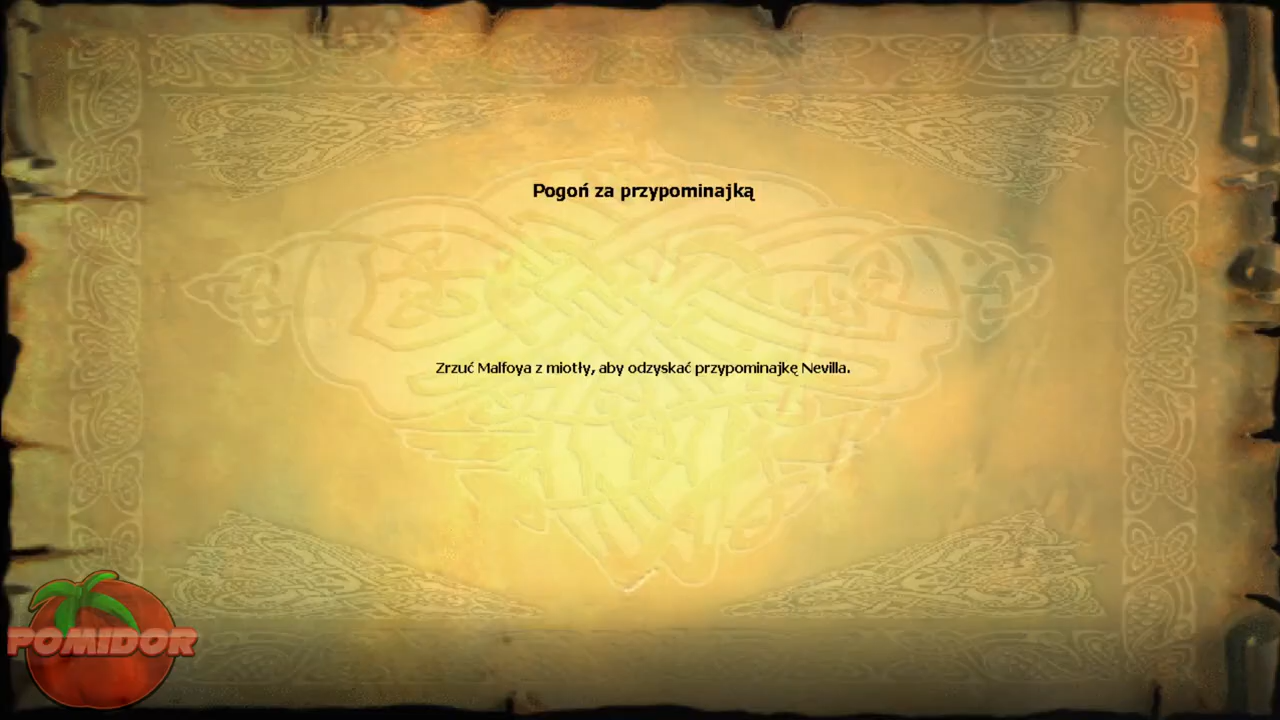 Pogoń za przypominajką
Zrzuć Malfoya z miotły, aby odzyskać przypominajkę Nevilla.
POMIDOR